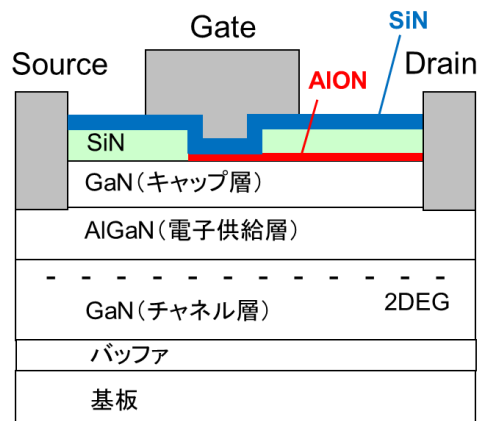 SiN
Gate
Source
AlON
Drain
SiN
GaN(キャップ層)
AlGaN(電子供給層)
2DEG
GaN(チャネル層)
バッファ
基板